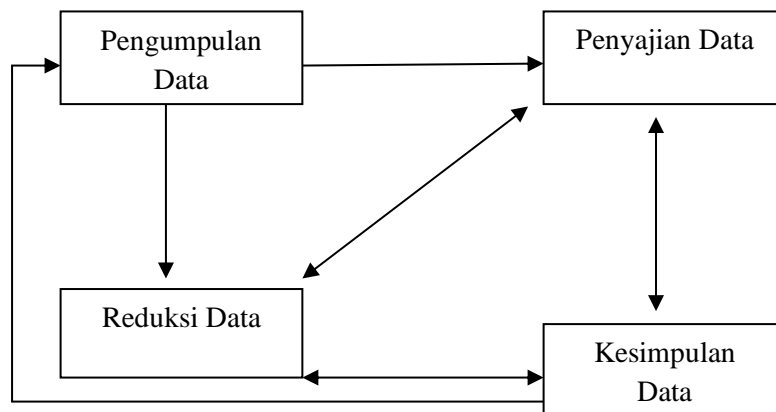 Pengumpulan
Data
Penyajian Data
Reduksi Data
Kesimpulan
Data